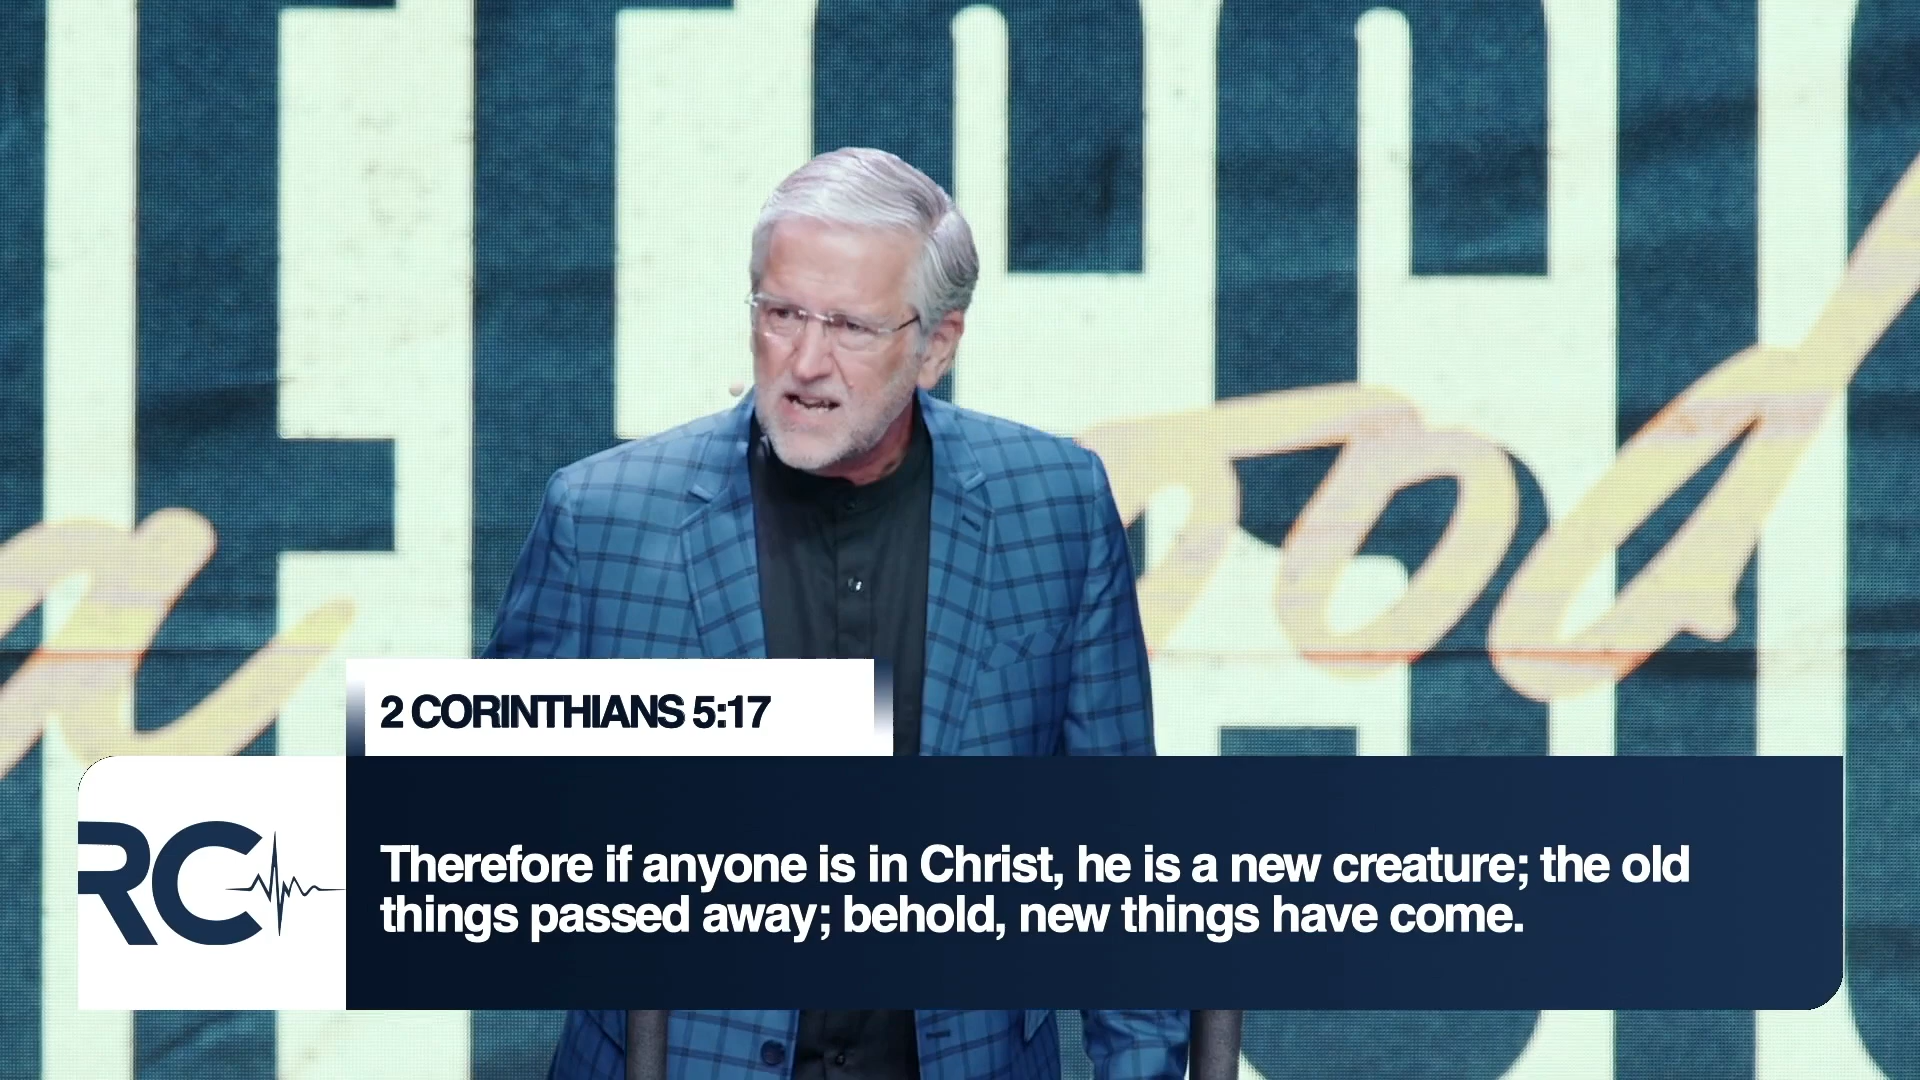 2 CORINTHIANS 5:17
RC
Therefore if anyone is in Christ, he is a new creature; the old
things passed away; behold, new things have come.